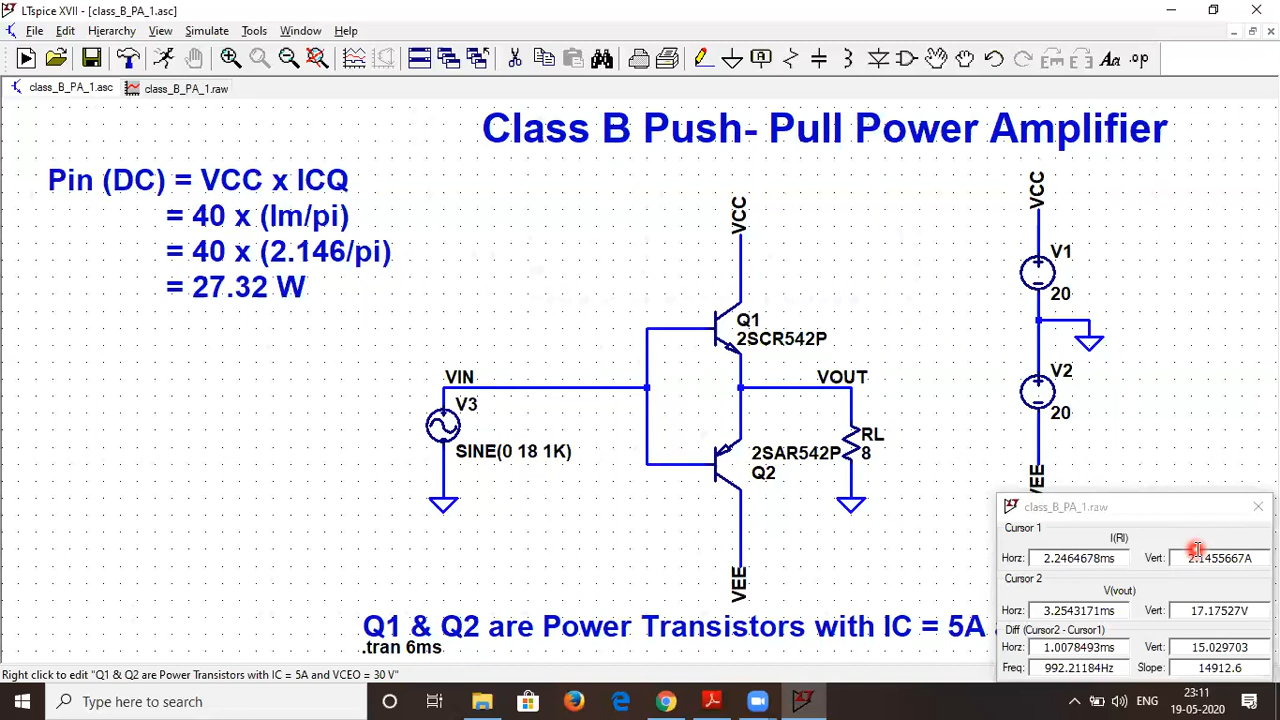 LTspice XVII - [class_B_PA_1.asc]
File Edit Hierarchy View Simulate Tools Window Help
class_B_PA_1.asc class_B_PA_1.raw
Class B Push- Pull Power Amplifier
Pin (DC) = VCC x ICQ
= 40 x (Im/pi)
= 40 x (2.146/pi)
= 27.32 W
VCC
VCC
V1
20
Q1
2SCR542P
VIN
VOUT
V3
SINE(0 18 1K)
V2
20
RL
8
2SAR542P
Q2
VEE
VEE
Q1 & Q2 are Power Transistors with IC = 5A
.tran 6ms
class_B_PA_1.raw
Cursor 1
I(Rl)
Horz: 2.2464678ms Vert: 2.1455667A
Cursor 2
V(vout)
Horz: 3.2543171ms Vert: 17.17527V
Diff (Cursor2 - Cursor1)
Horz: 1.0078493ms Vert: 15.029703
Freq: 992.21184Hz Slope: 14912.6
Right click to edit "Q1 & Q2 are Power Transistors with IC = 5A and VCEO = 30 V"
Type here to search
ENG
23:11
19-05-2020